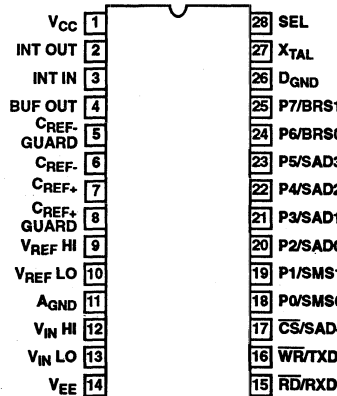 VCC 1 28 SEL
INT OUT 2 27 XTAL
INT IN 3 26 DGND
BUF OUT 4 25 P7/BRS1
CREF- GUARD 5 24 P6/BRS0
CREF- 6 23 P5/SAD3
CREF+ 7 22 P4/SAD2
CREF+ GUARD 8 21 P3/SAD1
VREF HI 9 20 P2/SAD0
VREF LO 10 19 P1/SMS1
AGND 11 18 P0/SMS0
VIN HI 12 17 CS/SAD4
VIN LO 13 16 WR/TXD
VEE 14 15 RD/RXD